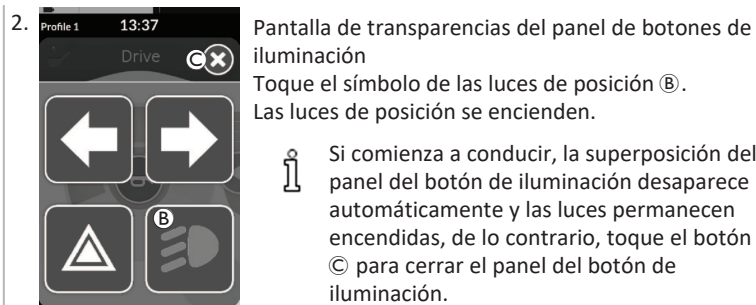 2.
Profile 1 13:37
Drive Ⓒ
Ⓑ
Pantalla de transparencias del panel de botones de
iluminación
Toque el símbolo de las luces de posición Ⓑ.
Las luces de posición se encienden.
Si comienza a conducir, la superposición del
panel del botón de iluminación desaparece
automáticamente y las luces permanecen
encendidas, de lo contrario, toque el botón
Ⓒ para cerrar el panel del botón de
iluminación.